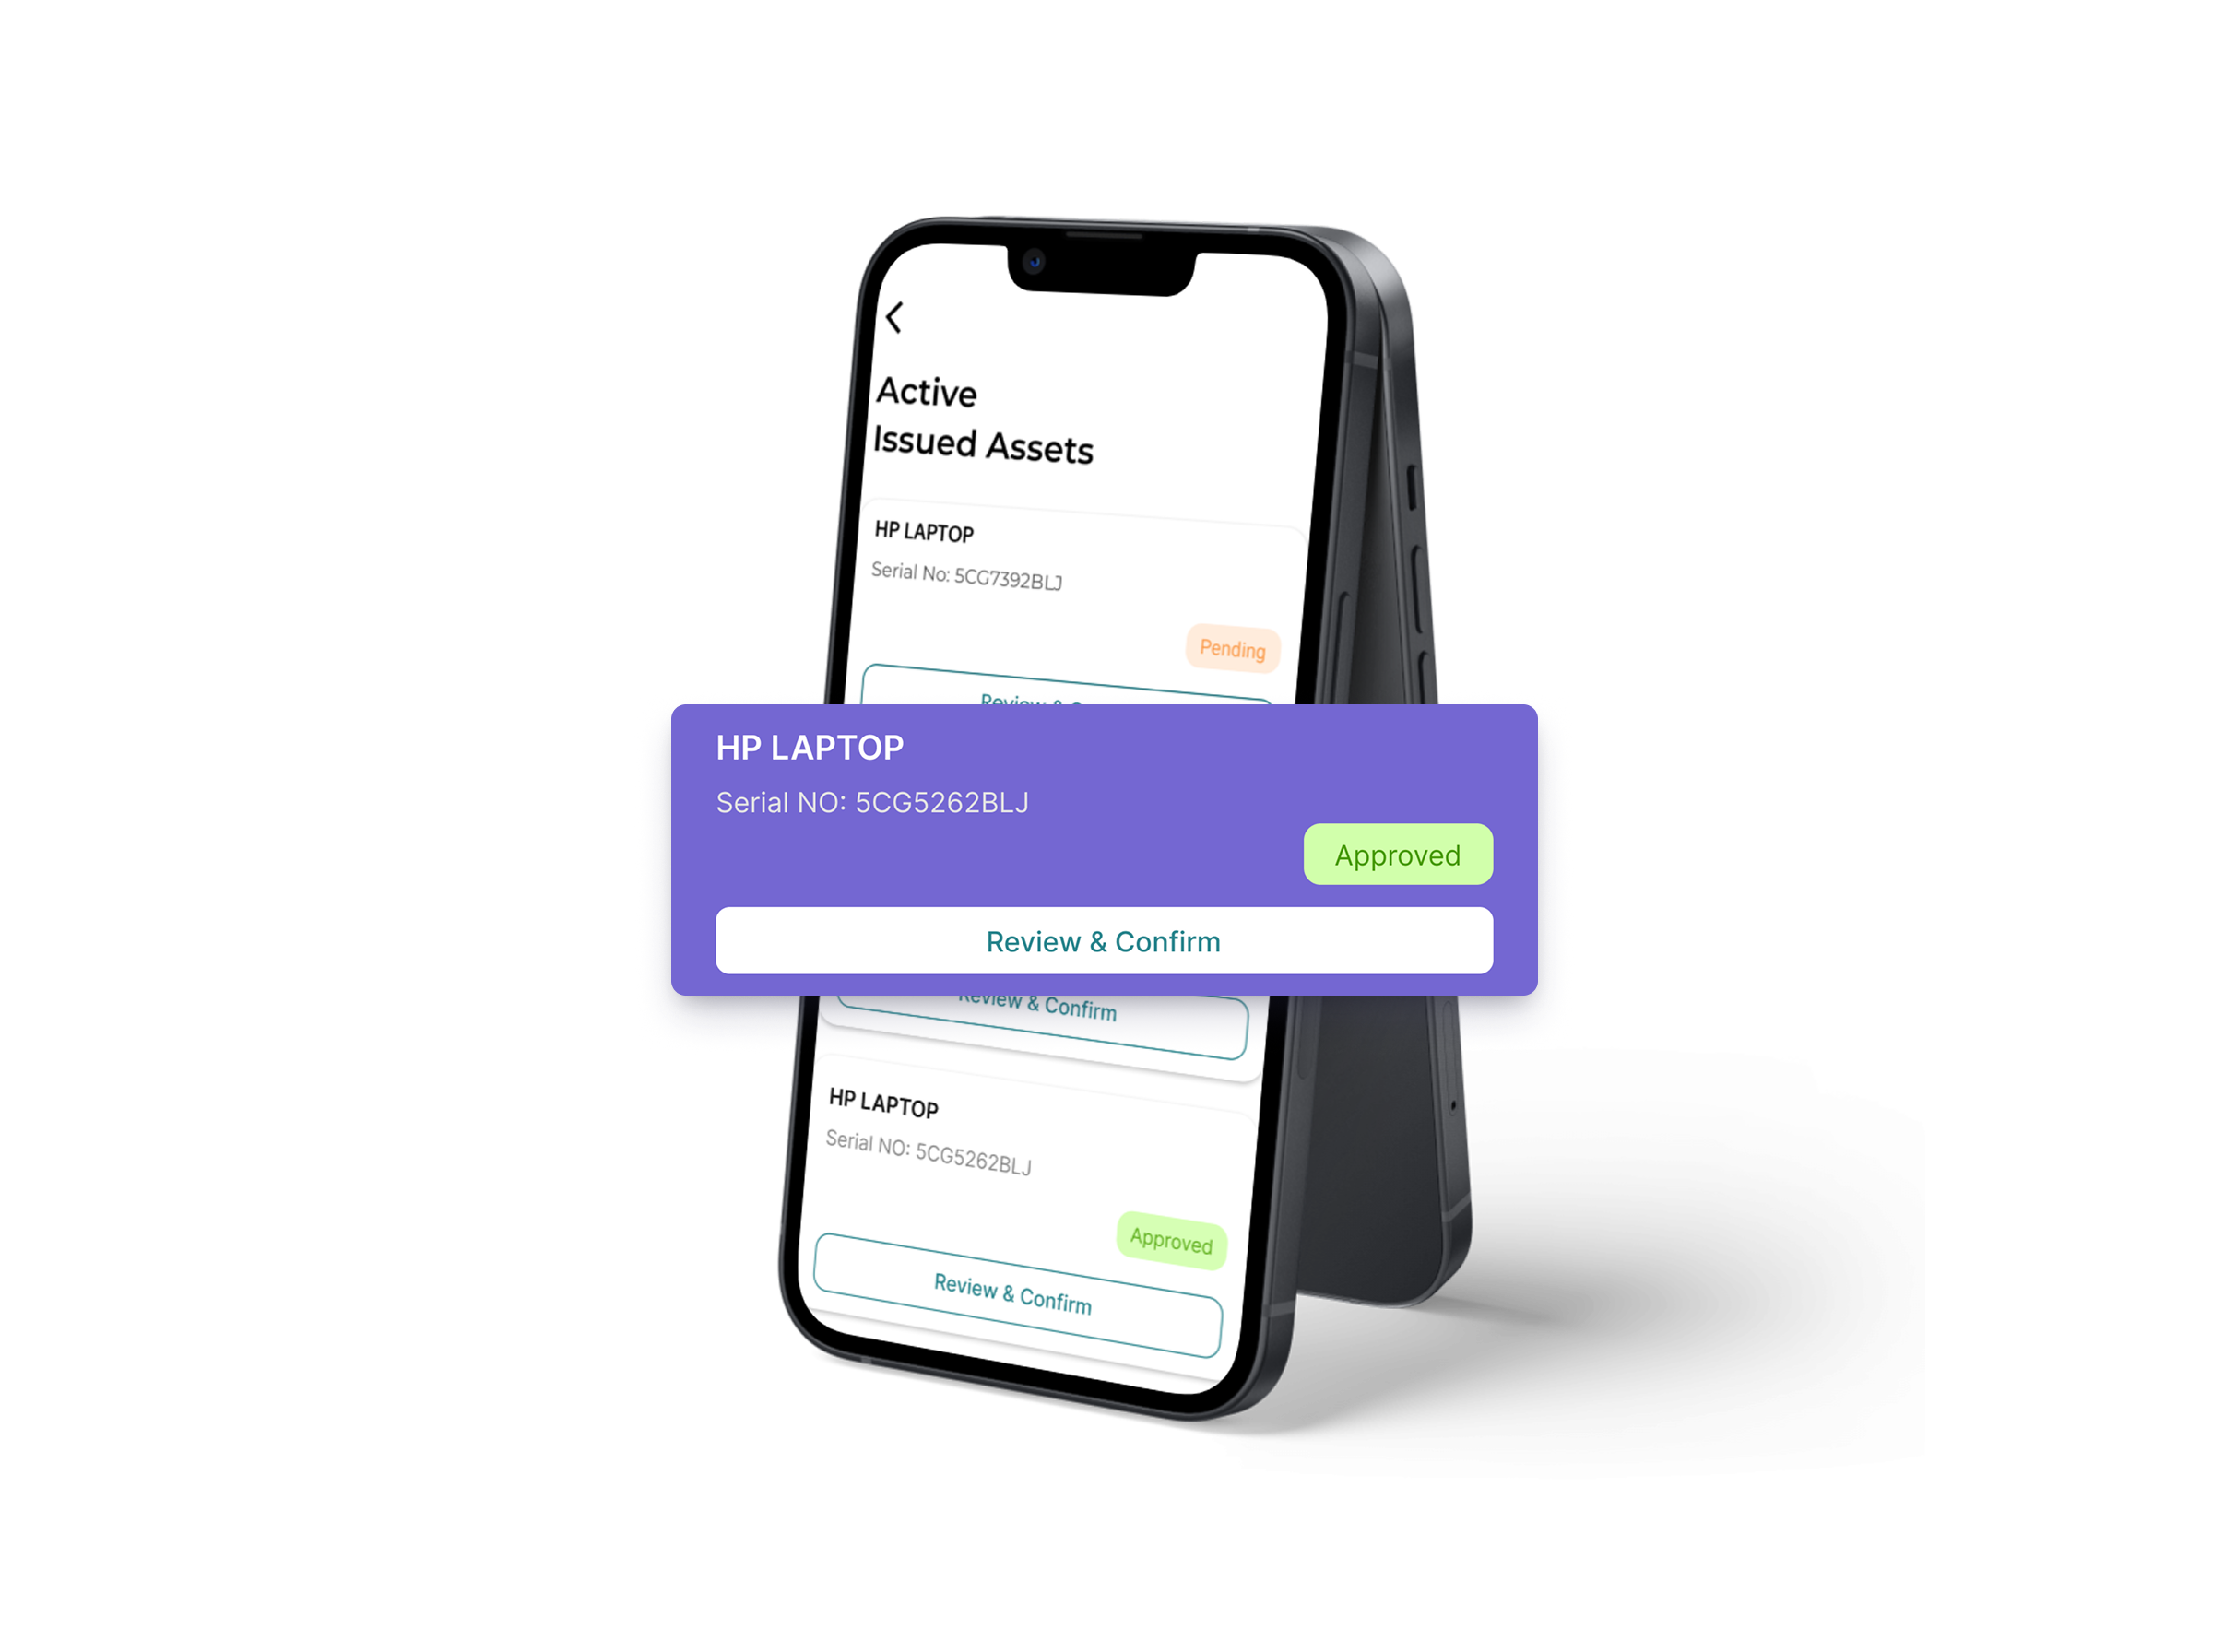 Active
Issued Assets
HP LAPTOP
Serial No: 5CG7392BLJ
Pending
Review &
HP LAPTOP
Serial NO: 5CG5262BLJ
Approved
Review & Confirm
Review & Confirm
HP LAPTOP
Serial NO: 5CG5262BLJ
Approved
Review & Confirm